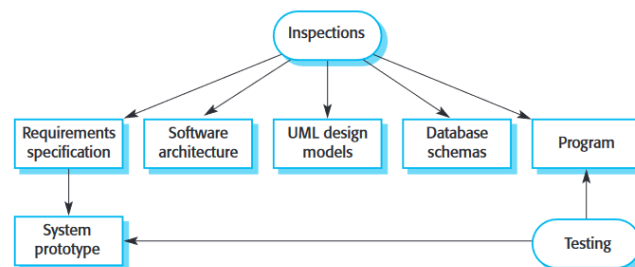 Inspections
Requirements
specification
Software
architecture
UML design
models
Database
schemas
Program
System
prototype
Testing